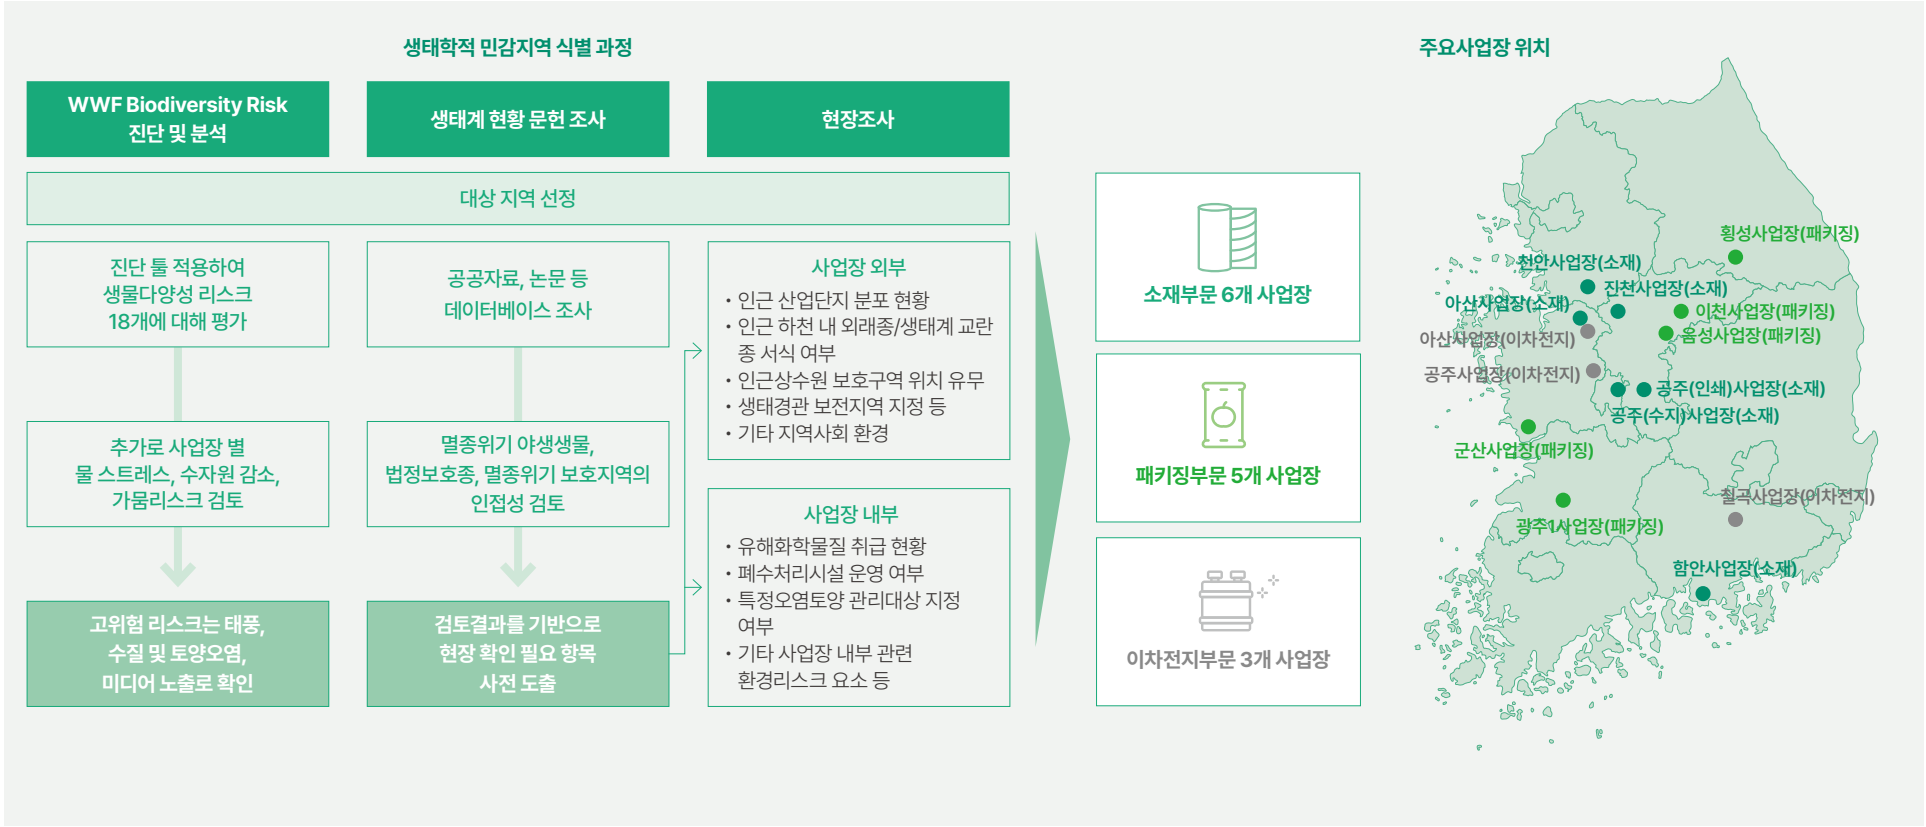 생태학적 민감지역 식별 과정
WWF Biodiversity Risk
진단 및 분석
생태계 현황 문헌 조사
현장조사
대상 지역 선정
진단 툴 적용하여
생물다양성 리스크
18개에 대해 평가
추가로 사업장 별
물 스트레스, 수자원 감소,
가뭄리스크 검토
고위험 리스크는 태풍,
수질 및 토양오염,
미디어 노출로 확인
공공자료, 논문 등
데이터베이스 조사
멸종위기 야생생물,
법정보호종, 멸종위기 보호지역의
인접성 검토
검토결과를 기반으로
현장 확인 필요 항목
사전 도출
사업장 외부
• 인근 산업단지 분포 현황
• 인근 하천 내 외래종/생태계 교란
종 서식 여부
• 인근상수원 보호구역 위치 유무
• 생태경관 보전지역 지정 등
• 기타 지역사회 환경
사업장 내부
• 유해화학물질 취급 현황
• 폐수처리시설 운영 여부
• 특정오염토양 관리대상 지정
여부
• 기타 사업장 내부 관련
환경리스크 요소 등
소재부문 6개 사업장
패키징부문 5개 사업장
이차전지부문 3개 사업장
주요사업장 위치
횡성사업장(패키징)
천안사업장(소재)
진천사업장(소재)
아산사업장(소재)
이천사업장(패키징)
아산사업장(이차전지)
음성사업장(패키징)
공주사업장(이차전지)
공주(인쇄)사업장(소재)
공주(수지)사업장(소재)
군산사업장(패키징)
칠곡사업장(이차전지)
광주1사업장(패키징)
함안사업장(소재)